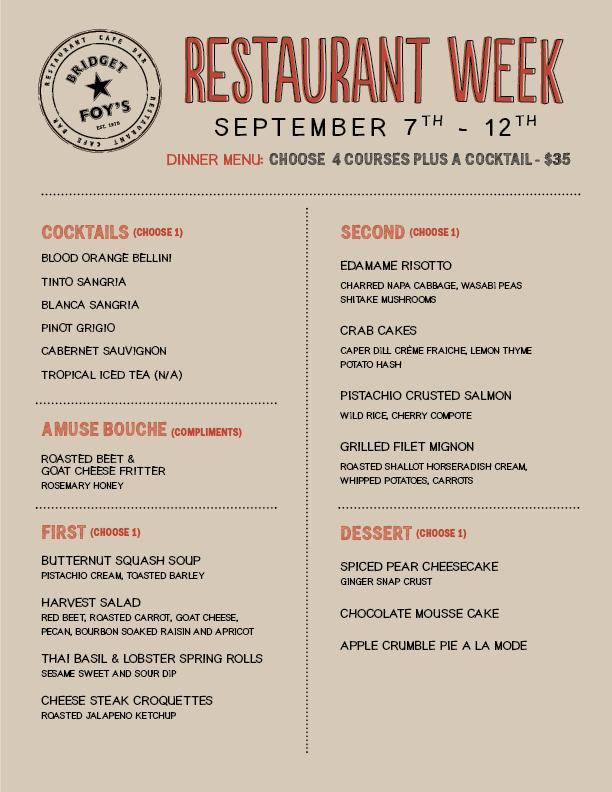 RESTAURANT CAFE BAR
BRIDGET
FOY'S
EST. 1978
RESTAURANT CAFE BAR
RESTAURANT WEEK
SEPTEMBER 7TH - 12TH
DINNER MENU: CHOOSE 4 COURSES PLUS A COCKTAIL - $35
COCKTAILS (CHOOSE 1)
BLOOD ORANGE BELLINI
TINTO SANGRIA
BLANCA SANGRIA
PINOT GRIGIO
CABERNET SAUVIGNON
TROPICAL ICED TEA (N/A)
AMUSE BOUCHE (COMPLIMENTS)
ROASTED BEET &
GOAT CHEESE FRITTER
ROSEMARY HONEY
FIRST (CHOOSE 1)
BUTTERNUT SQUASH SOUP
PISTACHIO CREAM, TOASTED BARLEY
HARVEST SALAD
RED BEET, ROASTED CARROT, GOAT CHEESE,
PECAN, BOURBON SOAKED RAISIN AND APRICOT
THAI BASIL & LOBSTER SPRING ROLLS
SESAME SWEET AND SOUR DIP
CHEESE STEAK CROQUETTES
ROASTED JALAPENO KETCHUP
SECOND (CHOOSE 1)
EDAMAME RISOTTO
CHARRED NAPA CABBAGE, WASABI PEAS
SHITAKE MUSHROOMS
CRAB CAKES
CAPER DILL CRÈME FRAICHE, LEMON THYME
POTATO HASH
PISTACHIO CRUSTED SALMON
WILD RICE, CHERRY COMPOTE
GRILLED FILET MIGNON
ROASTED SHALLOT HORSERADISH CREAM,
WHIPPED POTATOES, CARROTS
DESSERT (CHOOSE 1)
SPICED PEAR CHEESECAKE
GINGER SNAP CRUST
CHOCOLATE MOUSSE CAKE
APPLE CRUMBLE PIE A LA MODE